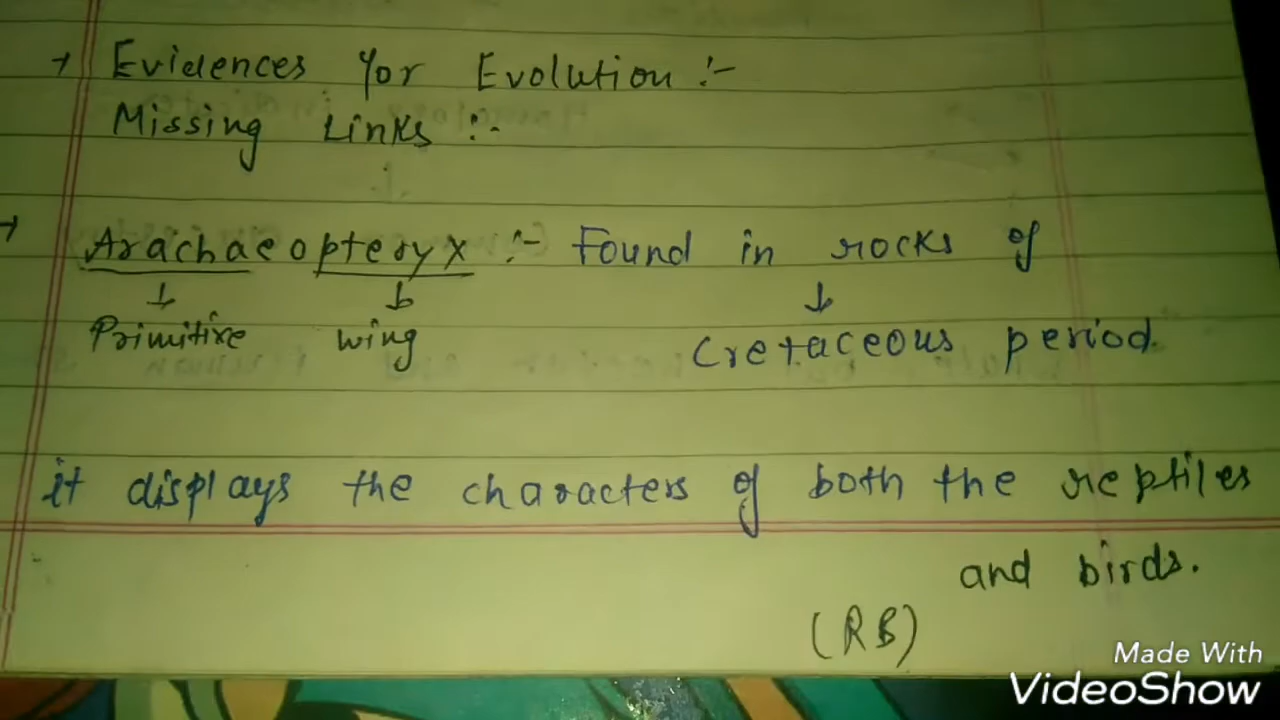 → Evidences for Evolution :-
Missing Links :-
→ Arachaeopteryx :- Found in rocks of
↓ ↓ ↓
Primitive wing Cretaceous period.
it displays the characters of both the reptiles
and birds.
(RB)
Made With
VideoShow